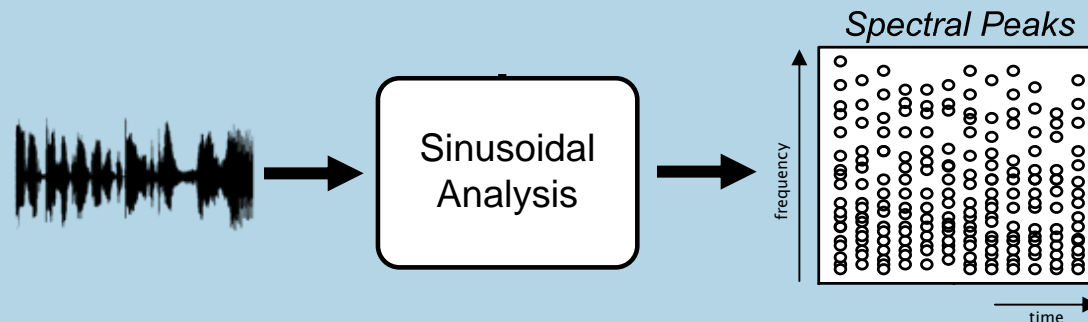 Spectral Peaks
Sinusoidal
Analysis
frequency
time